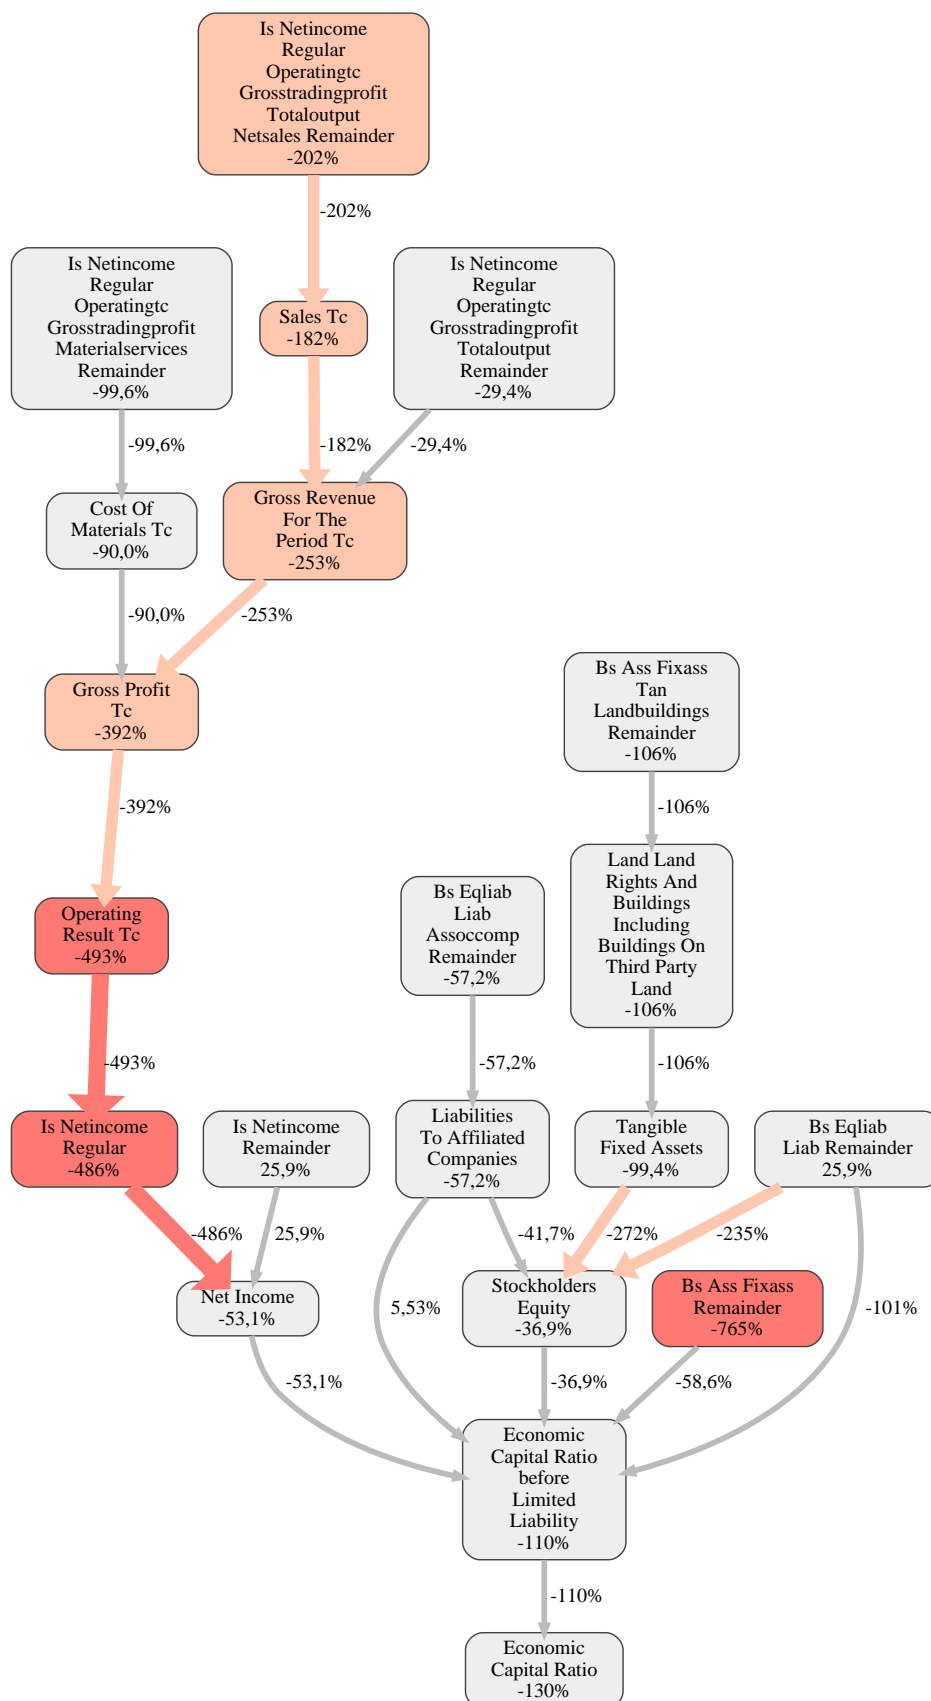 Is Netincome
Regular
Operatingtc
Grosstradingprofit
Totaloutput
Netsales Remainder
-202%
-202%
Is Netincome
Regular
Operatingtc
Grosstradingprofit
Materialservices
Remainder
-99,6%
Sales Tc
-182%
Is Netincome
Regular
Operatingtc
Grosstradingprofit
Totaloutput
Remainder
-29,4%
-99,6%
-182%
-29,4%
Cost Of
Materials Tc
-90,0%
Gross Revenue
For The
Period Tc
-253%
-90,0%
-253%
Gross Profit
Tc
-392%
Bs Ass Fixass
Tan
Landbuildings
Remainder
-106%
-392%
-106%
Operating
Result Tc
-493%
Bs Eqliab
Liab
Assoccomp
Remainder
-57,2%
Land Land
Rights And
Buildings
Including
Buildings On
Third Party
Land
-106%
-493%
-57,2%
-106%
Is Netincome
Regular
-486%
Is Netincome
Remainder
25,9%
Liabilities
To Affiliated
Companies
-57,2%
Tangible
Fixed Assets
-99,4%
Bs Eqliab
Liab Remainder
25,9%
-486%
25,9%
-41,7%
-272%
-235%
Net Income
-53,1%
5,53%
Stockholders
Equity
-36,9%
Bs Ass Fixass
Remainder
-765%
-101%
-53,1%
-36,9%
-58,6%
Economic
Capital Ratio
before
Limited
Liability
-110%
-110%
Economic
Capital Ratio
-130%